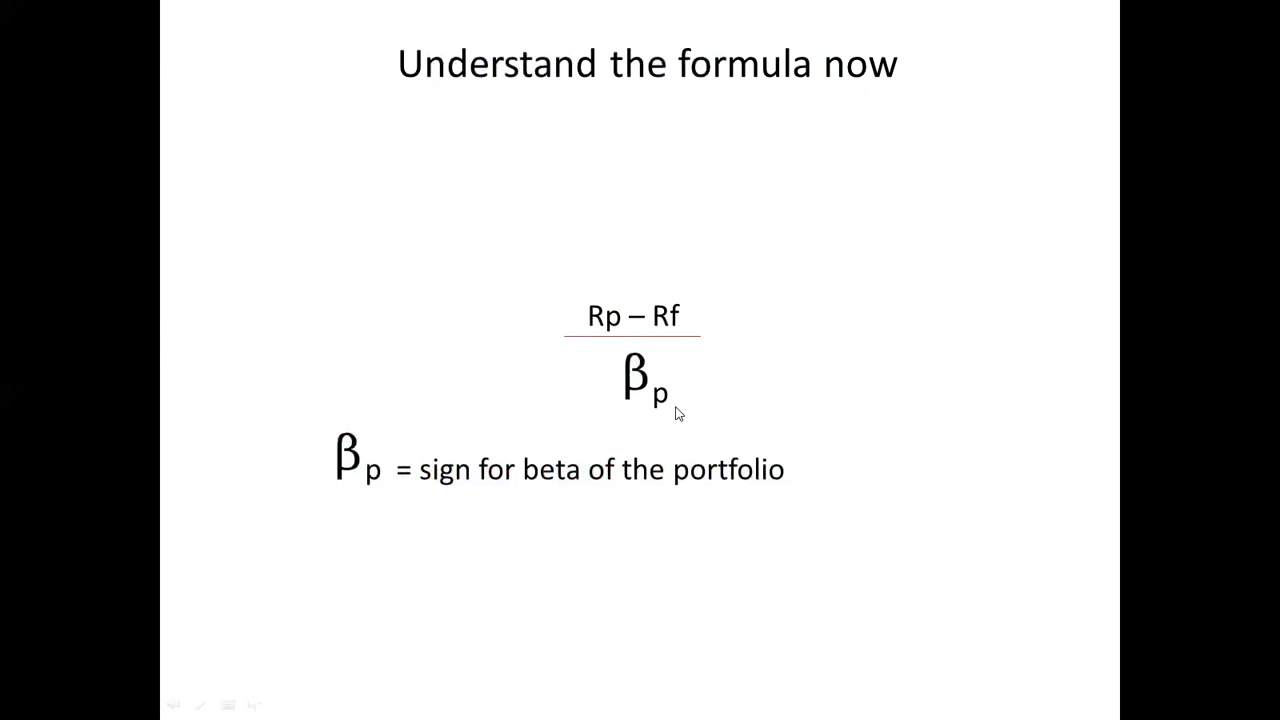 Understand the formula now
Rp – Rf
βp
βp = sign for beta of the portfolio